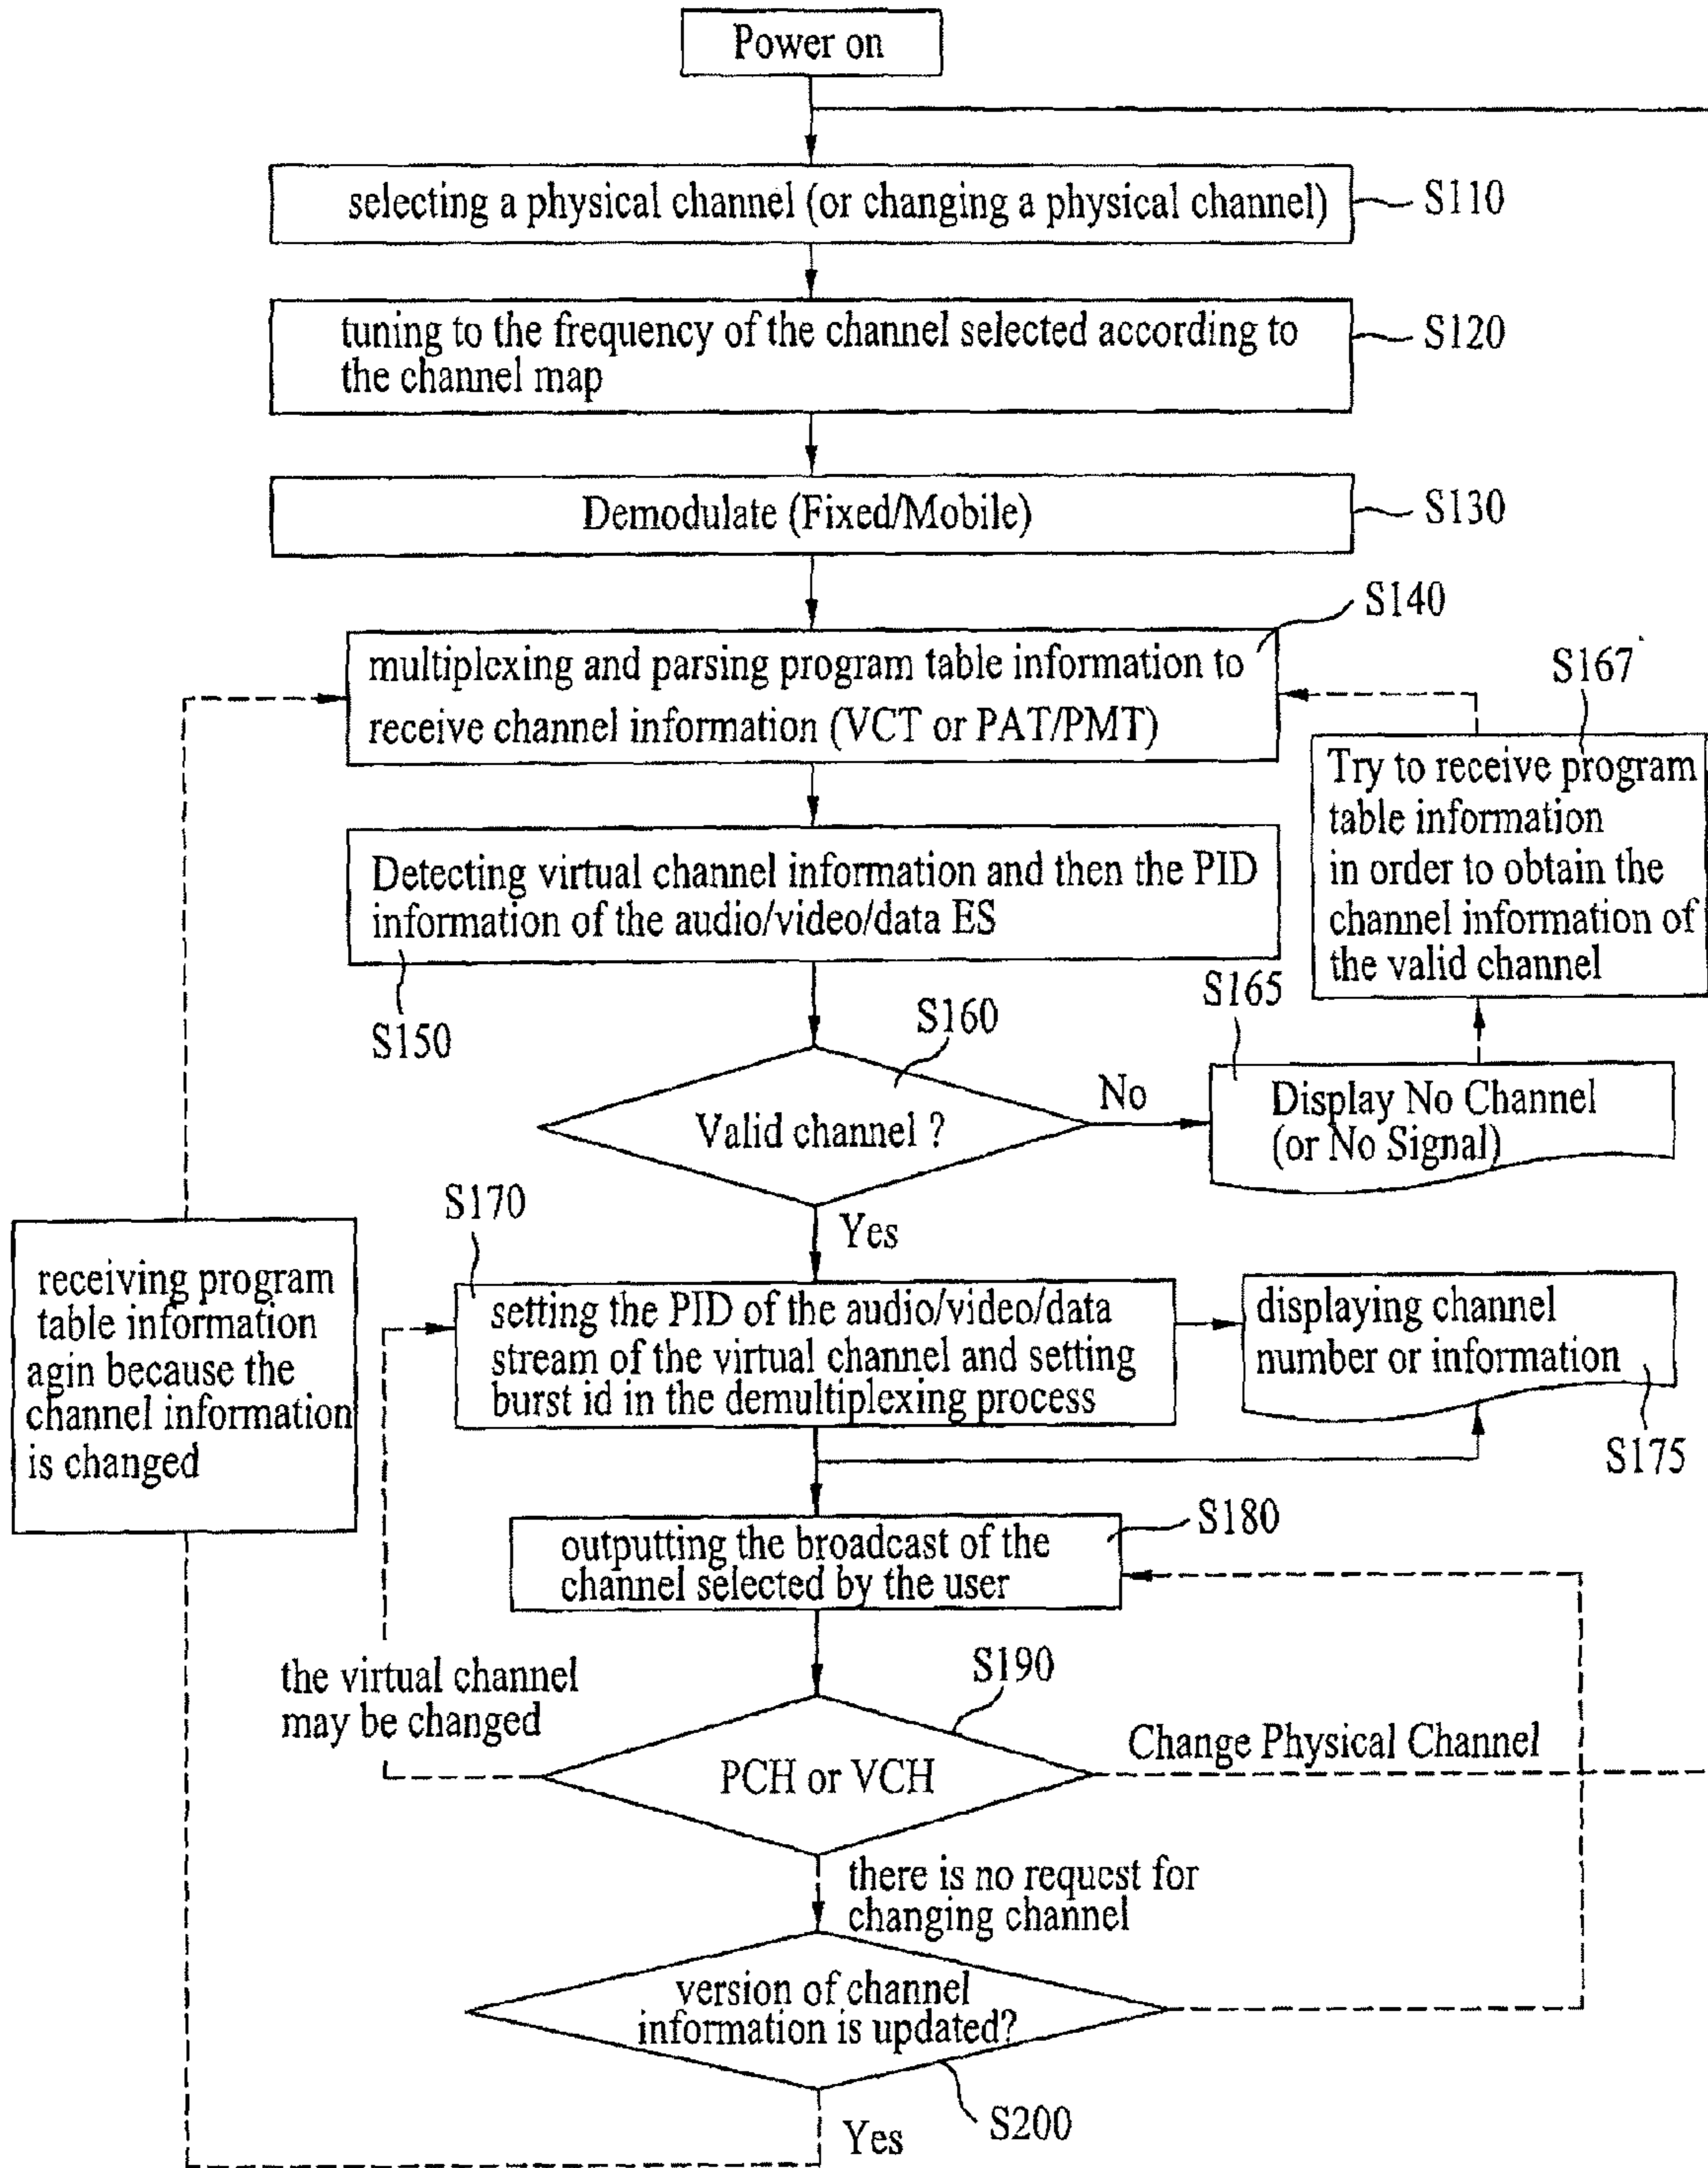 Power on
selecting a physical channel (or changing a physical channel)
S110
tuning to the frequency of the channel selected according to
the channel map
S120
Demodulate (Fixed/Mobile)
S130
S140
multiplexing and parsing program table information to
receive channel information (VCT or PAT/PMT)
S167
Try to receive program
table information
in order to obtain the
channel information of
the valid channel
Detecting virtual channel information and then the PID
information of the audio/video/data ES
S150
S160
S165
Valid channel ?
No
Display No Channel
(or No Signal)
Yes
S170
receiving program
table information
agin because the
channel information
is changed
setting the PID of the audio/video/data
stream of the virtual channel and setting
burst id in the demultiplexing process
displaying channel
number or information
S175
S180
outputting the broadcast of the
channel selected by the user
the virtual channel
may be changed
S190
PCH or VCH
Change Physical Channel
there is no request for
changing channel
version of channel
information is updated?
S200
Yes